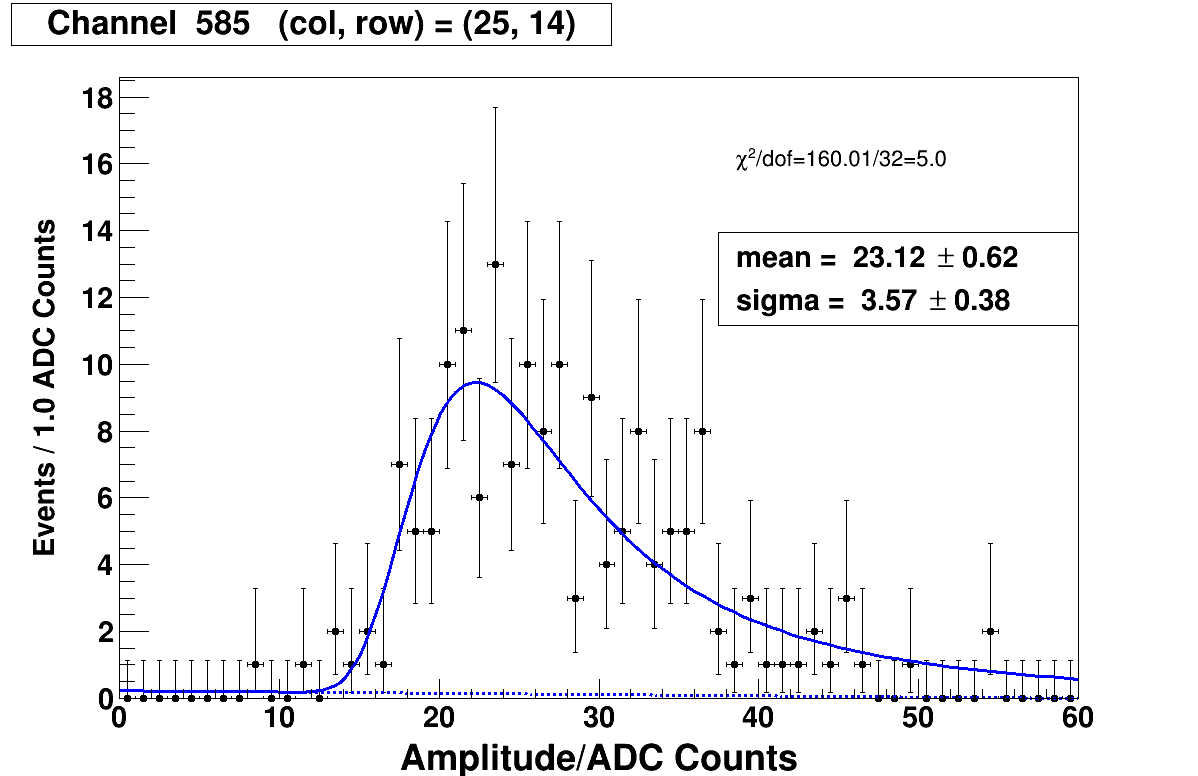 Channel 585 (col, row) = (25, 14)
18
16
14
12
10
8
6
4
2
0
Events / 1.0 ADC Counts
χ²/dof=160.01/32=5.0
mean = 23.12 ± 0.62
sigma = 3.57 ± 0.38
0 10 20 30 40 50 60
Amplitude/ADC Counts